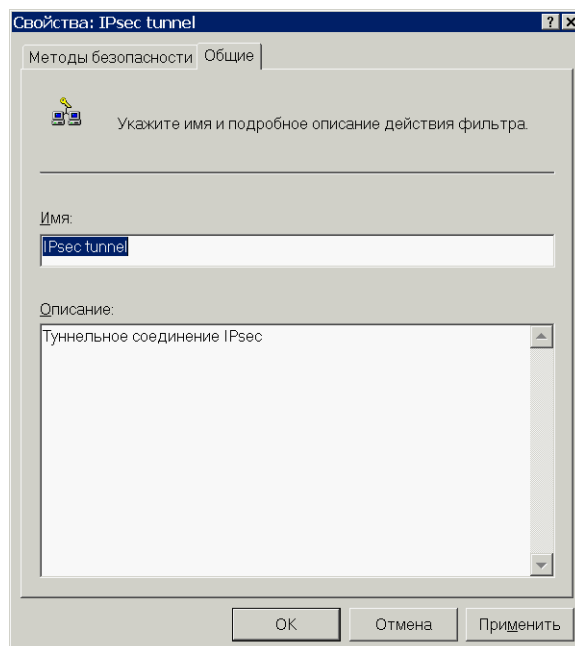 Свойства: IPsec tunnel
Методы безопасности Общие
Укажите имя и подробное описание действия фильтра.
Имя:
IPsec tunnel
Описание:
Туннельное соединение IPsec
OK Отмена Применить